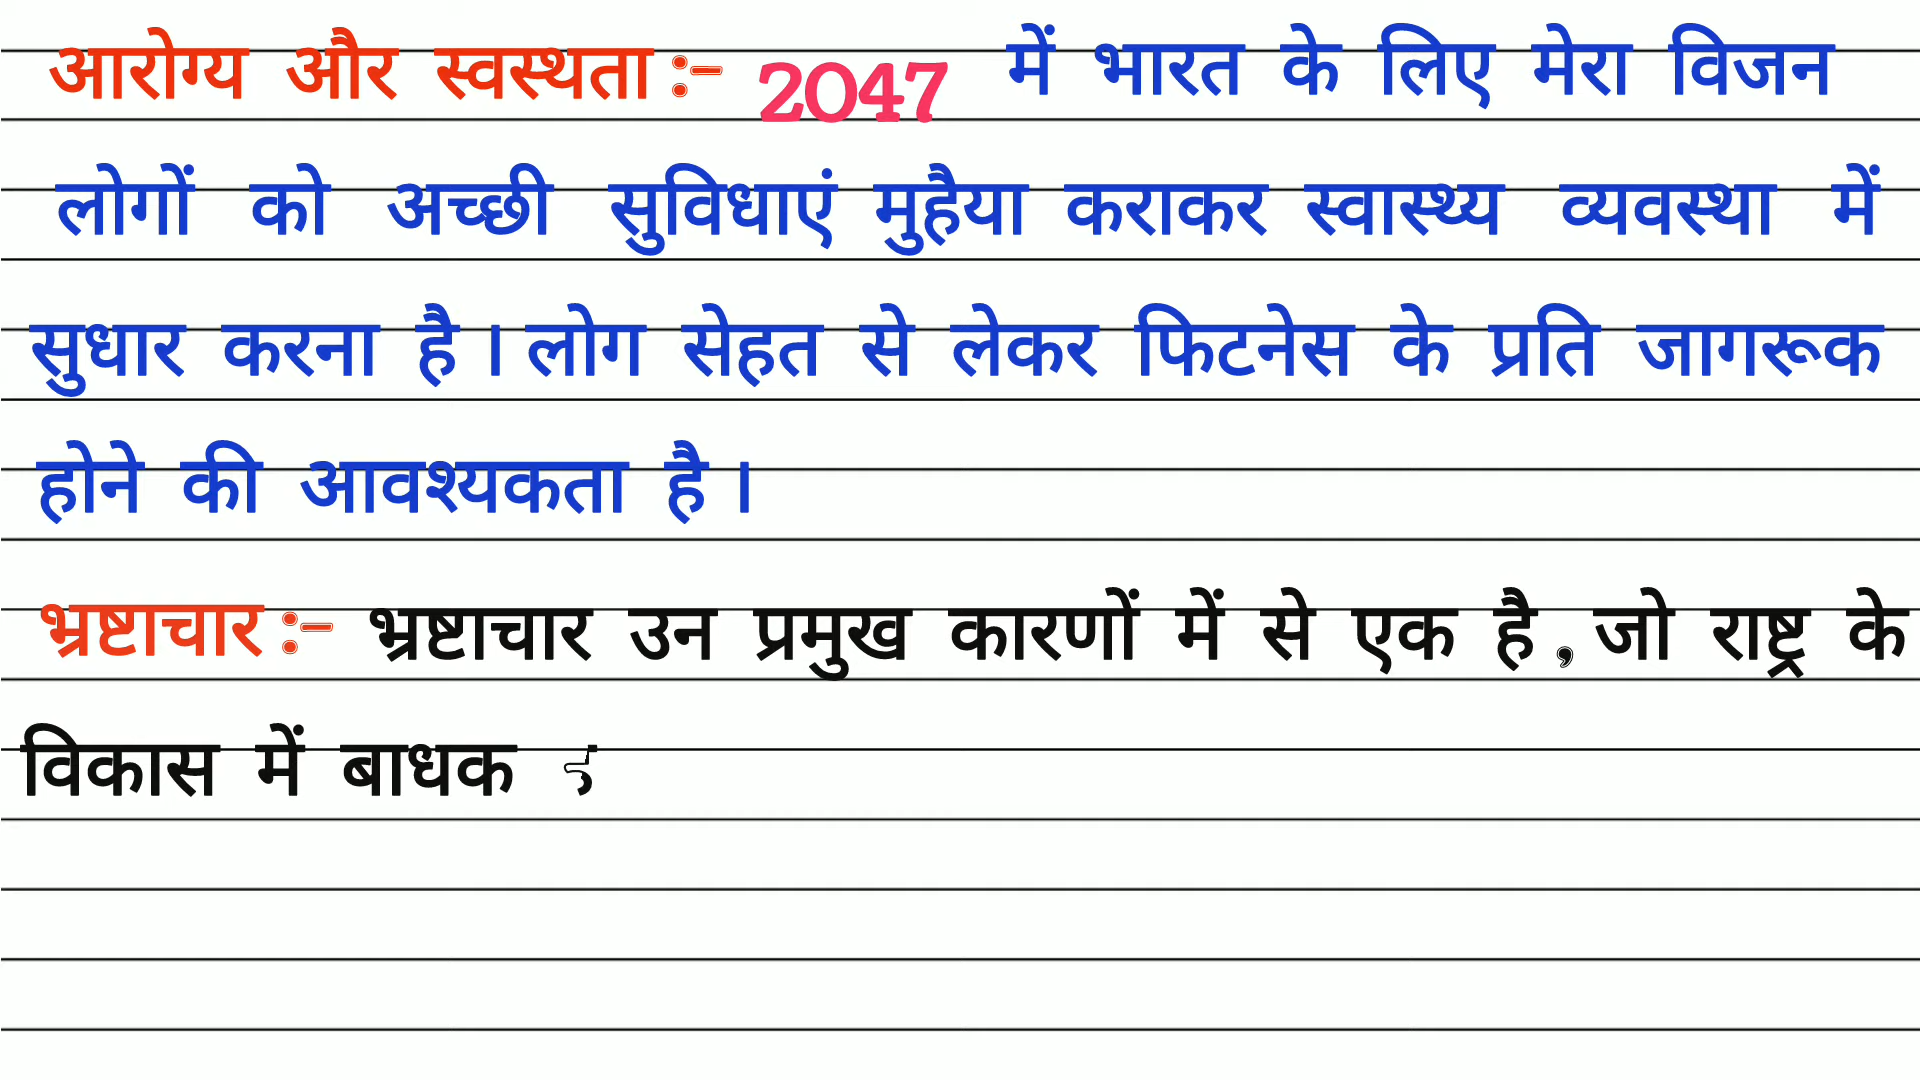 आरोग्य और स्वस्थता :- 2047 में भारत के लिए मेरा विजन
लोगों को अच्छी सुविधाएं मुहैया कराकर स्वास्थ्य व्यवस्था में
सुधार करना है । लोग सेहत से लेकर फिटनेस के प्रति जागरूक
होने की आवश्यकता है ।
भ्रष्टाचार :- भ्रष्टाचार उन प्रमुख कारणों में से एक है , जो राष्ट्र के
विकास में बाधक